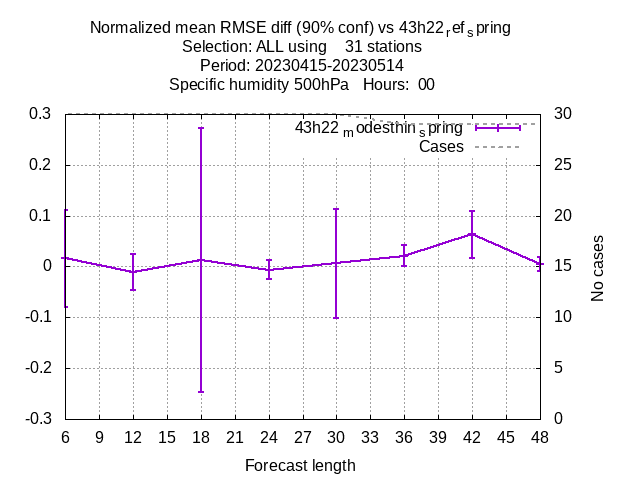 Normalized mean RMSE diff (90% conf) vs 43h22ᵣefₛpring
Selection: ALL using 31 stations
Period: 20230415-20230514
Specific humidity 500hPa Hours: 00
0.3 30
43h22ₘodesthinₛpring
Cases
0.2 25
0.1 20
0 15
-0.1 10
-0.2 5
-0.3 0
No cases
6 9 12 15 18 21 24 27 30 33 36 39 42 45 48
Forecast length